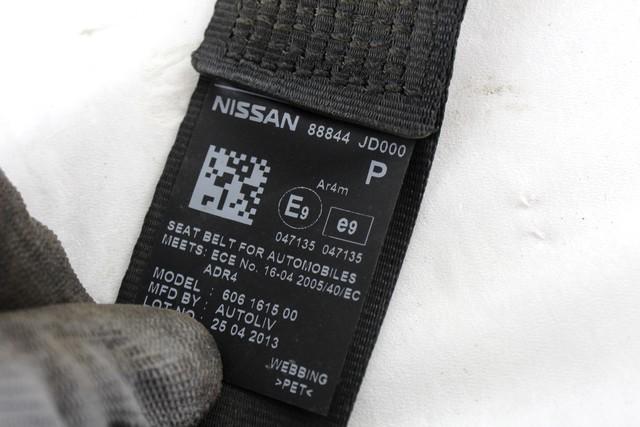 NISSAN 88844 JD000
P
Ar4m
E9 e9
047135 047135
SEAT BELT FOR AUTOMOBILES
MEETS: ECE No. 16-04 2005/40/EC
ADR4
MODEL : 606 1615 00
MFD BY : AUTOLIV
LOT NO : 25 04 2013
WEBBING
>PET<